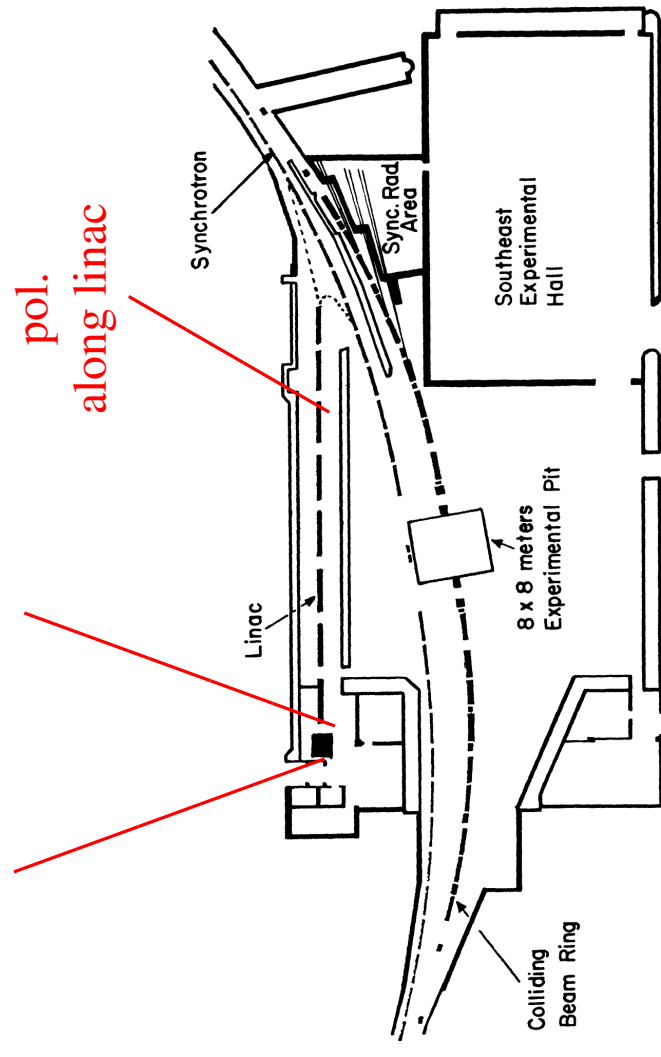 pol.
along linac
Synchrotron
Sync. Rad.
Area
Southeast
Experimental
Hall
Linac
8 x 8 meters
Experimental Pit
Colliding
Beam Ring